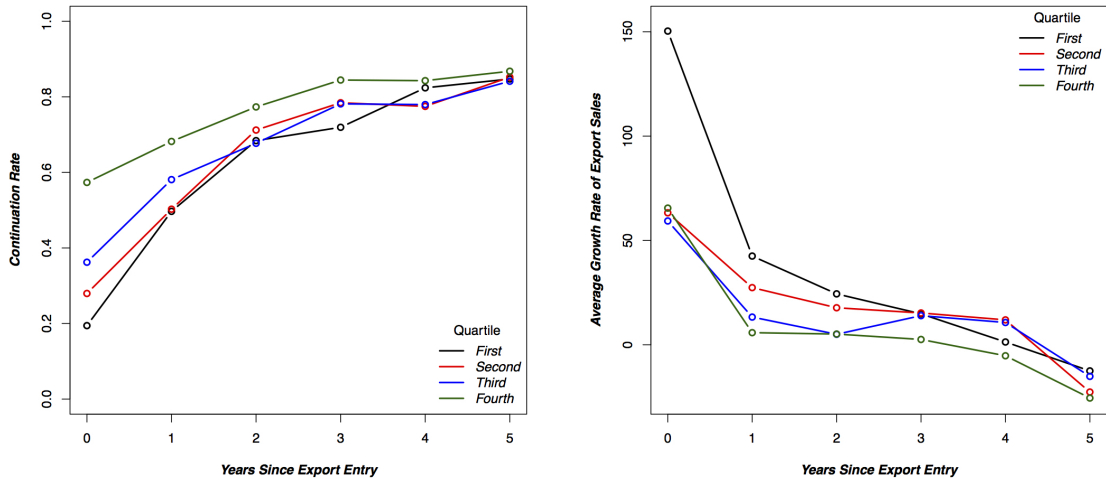 Continuation Rate
1.0
0.8
0.6
0.4
0.2
0.0
Quartile
First
Second
Third
Fourth
0 1 2 3 4 5
Years Since Export Entry
Average Growth Rate of Export Sales
150
100
50
0
Quartile
First
Second
Third
Fourth
0 1 2 3 4 5
Years Since Export Entry